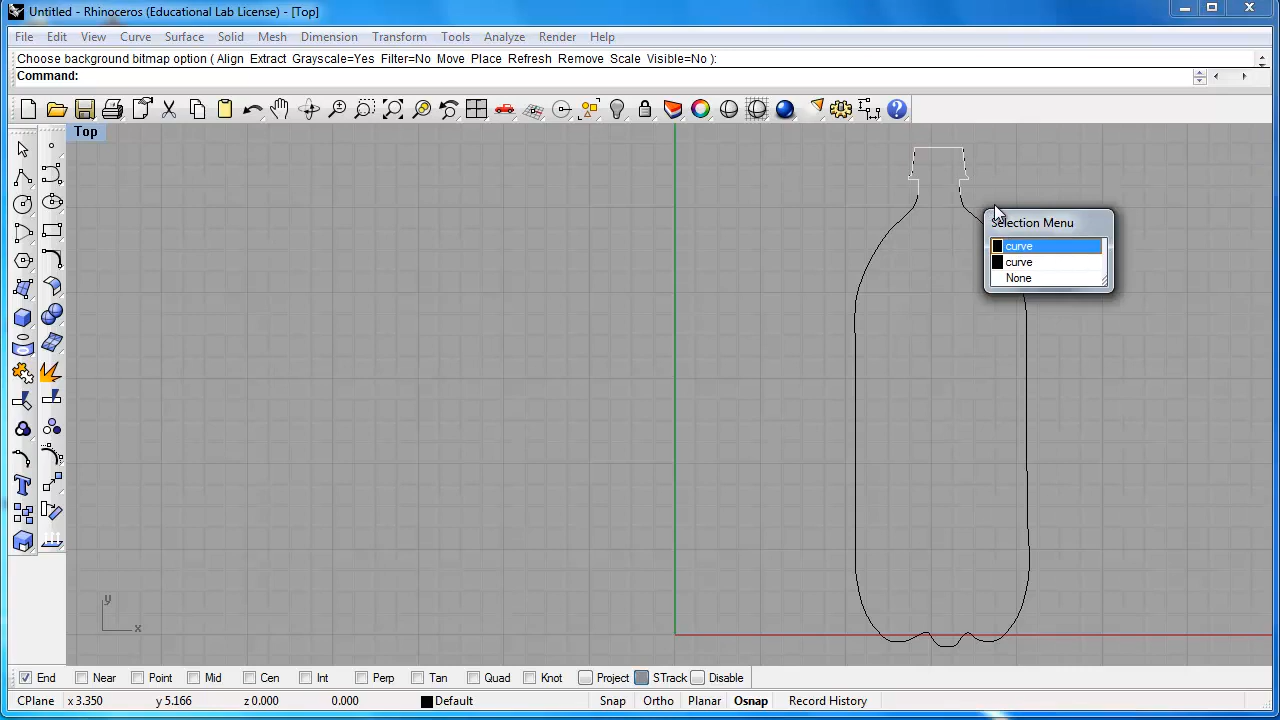 Untitled - Rhinoceros (Educational Lab License) - [Top]
File Edit View Curve Surface Solid Mesh Dimension Transform Tools Analyze Render Help
Choose background bitmap option ( Align Extract Grayscale=Yes Filter=No Move Place Refresh Remove Scale Visible=No ):
Command:
Top
Selection Menu
curve
curve
None
y
x
End Near Point Mid Cen Int Perp Tan Quad Knot Project STrack Disable
CPlane x 3.350 y 5.166 z 0.000 0.000 Default Snap Ortho Planar Osnap Record History